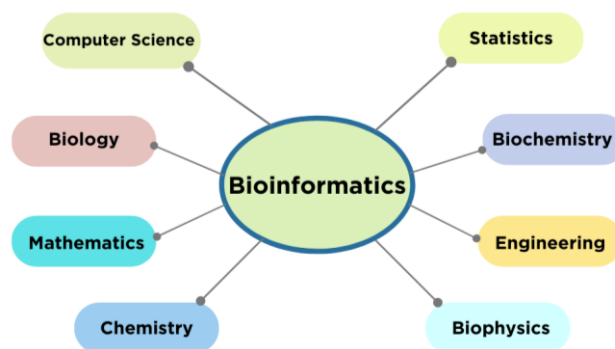 Computer Science
Statistics
Biology
Biochemistry
Bioinformatics
Mathematics
Engineering
Chemistry
Biophysics